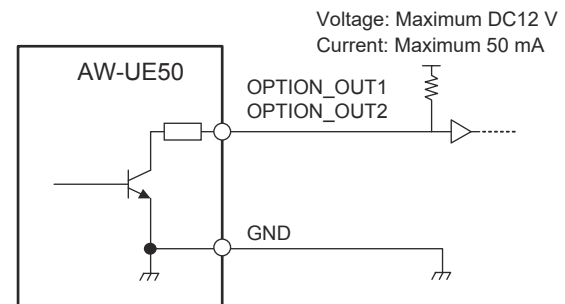 Voltage: Maximum DC12 V
Current: Maximum 50 mA
AW-UE50
OPTION_OUT1
OPTION_OUT2
GND